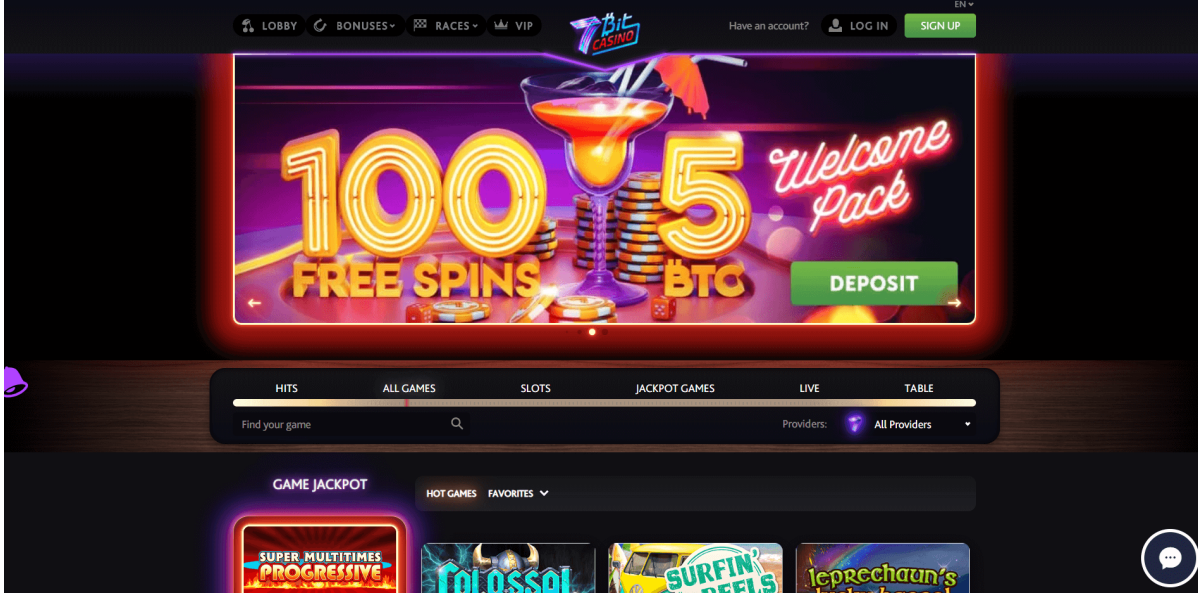 EN
LOBBY
BONUSES
RACES
VIP
7Bit
CASINO
Have an account?
LOG IN
SIGN UP
100
FREE SPINS
5
BTC
Welcome
Pack
DEPOSIT
HITS
ALL GAMES
SLOTS
JACKPOT GAMES
LIVE
TABLE
Find your game
Providers:
All Providers
GAME JACKPOT
HOT GAMES
FAVORITES
SUPER MULTITIMES
PROGRESSIVE
Colossal
SURFIN'
REELS
leprechaun's